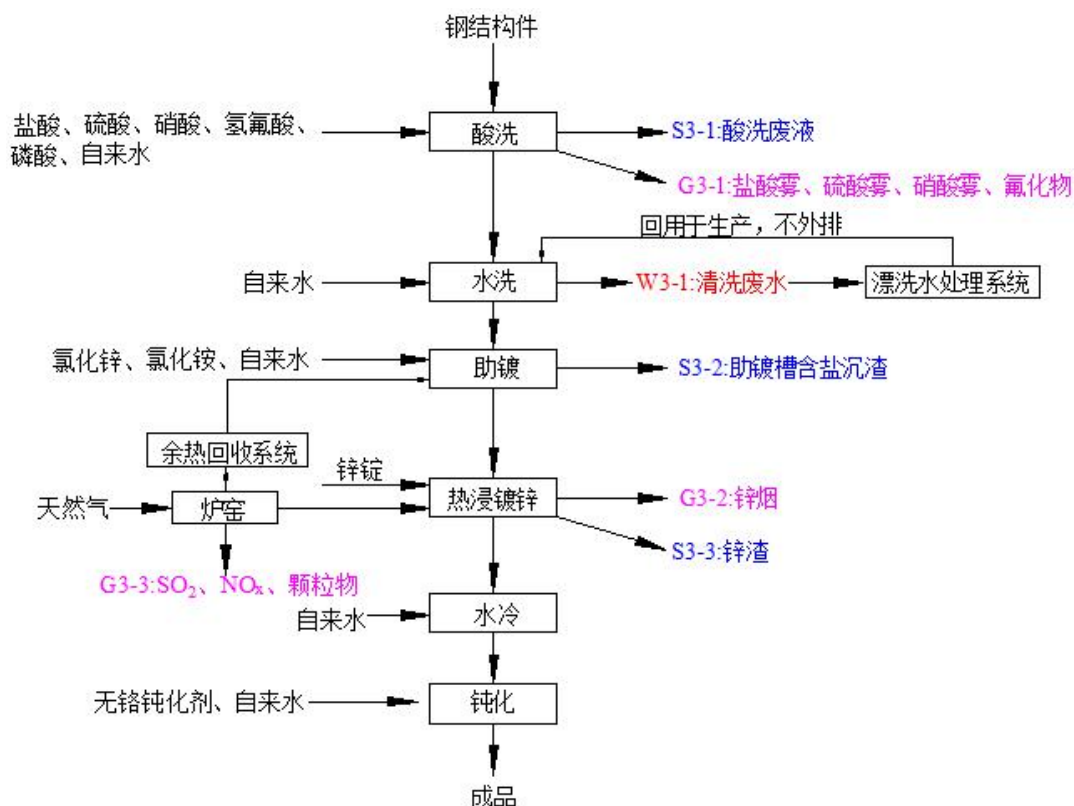 钢结构件
盐酸、硫酸、硝酸、氢氟酸、
磷酸、自来水
酸洗
S3-1:酸洗废液
G3-1:盐酸雾、硫酸雾、硝酸雾、氟化物
回用于生产，不外排
自来水
水洗
W3-1:清洗废水
漂洗水处理系统
氯化锌、氯化铵、自来水
助镀
S3-2:助镀槽含盐沉渣
余热回收系统
锌锭
天然气
炉窑
热浸镀锌
G3-2:锌烟
S3-3:锌渣
G3-3:SO₂、NOₓ、颗粒物
自来水
水冷
无铬钝化剂、自来水
钝化
成品